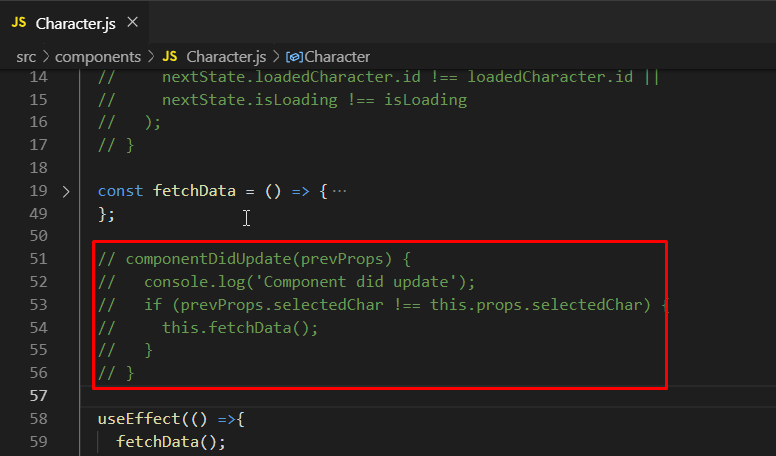 JS Character.js ×
src > components > JS Character.js > Character
14 //     nextState.loadedCharacter.id !== loadedCharacter.id ||
15 //     nextState.isLoading !== isLoading
16 //   );
17 // }
18
19 > const fetchData = () => { ···
49 };
50
51 // componentDidUpdate(prevProps) {
52 //   console.log('Component did update');
53 //   if (prevProps.selectedChar !== this.props.selectedChar) {
54 //     this.fetchData();
55 //   }
56 // }
57
58 useEffect(() =>{
59   fetchData();